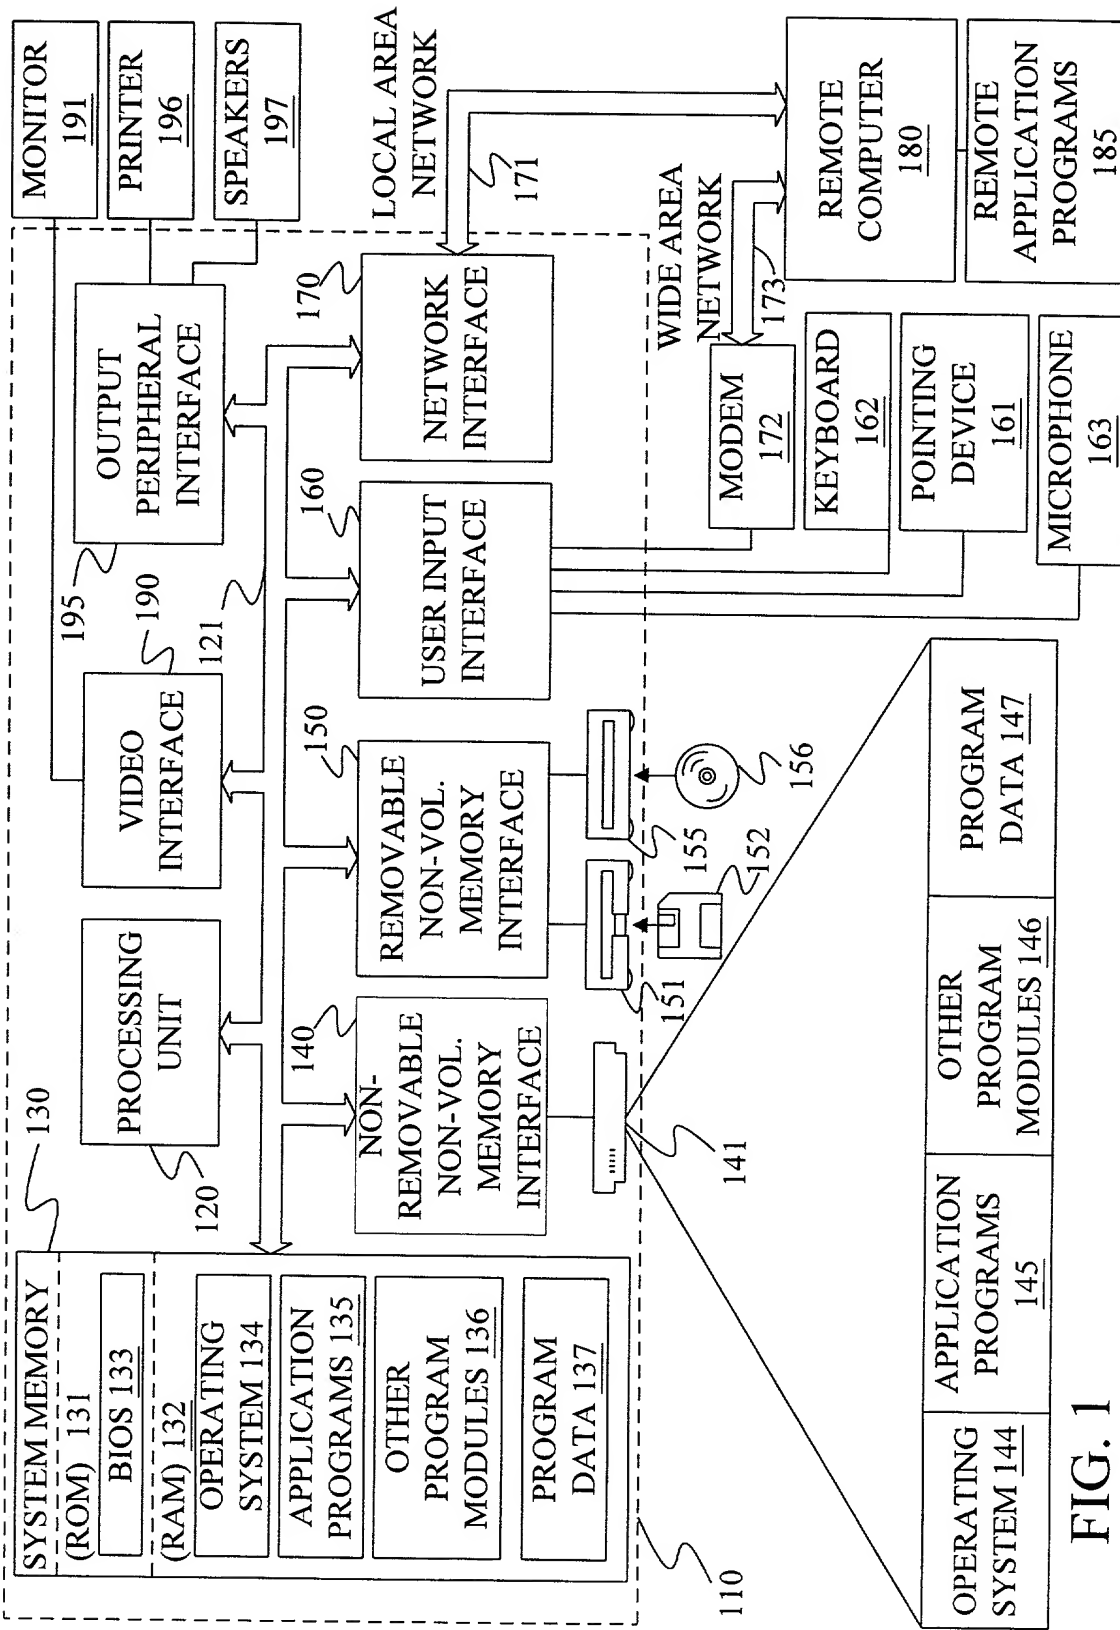 SYSTEM MEMORY
(ROM) 131
BIOS 133
(RAM) 132
OPERATING
SYSTEM 134
APPLICATION
PROGRAMS 135
OTHER
PROGRAM
MODULES 136
PROGRAM
DATA 137
130
120
PROCESSING
UNIT
VIDEO
INTERFACE
190
195
OUTPUT
PERIPHERAL
INTERFACE
121
MONITOR
191
PRINTER
196
SPEAKERS
197
140
NON-
REMOVABLE
NON-VOL.
MEMORY
INTERFACE
150
REMOVABLE
NON-VOL.
MEMORY
INTERFACE
160
USER INPUT
INTERFACE
170
NETWORK
INTERFACE
LOCAL AREA
NETWORK
171
110
141
151
152
155
156
WIDE AREA
NETWORK
173
MODEM
172
KEYBOARD
162
POINTING
DEVICE
161
MICROPHONE
163
REMOTE
COMPUTER
180
REMOTE
APPLICATION
PROGRAMS
185
OPERATING
SYSTEM 144
APPLICATION
PROGRAMS
145
OTHER
PROGRAM
MODULES 146
PROGRAM
DATA 147
FIG. 1